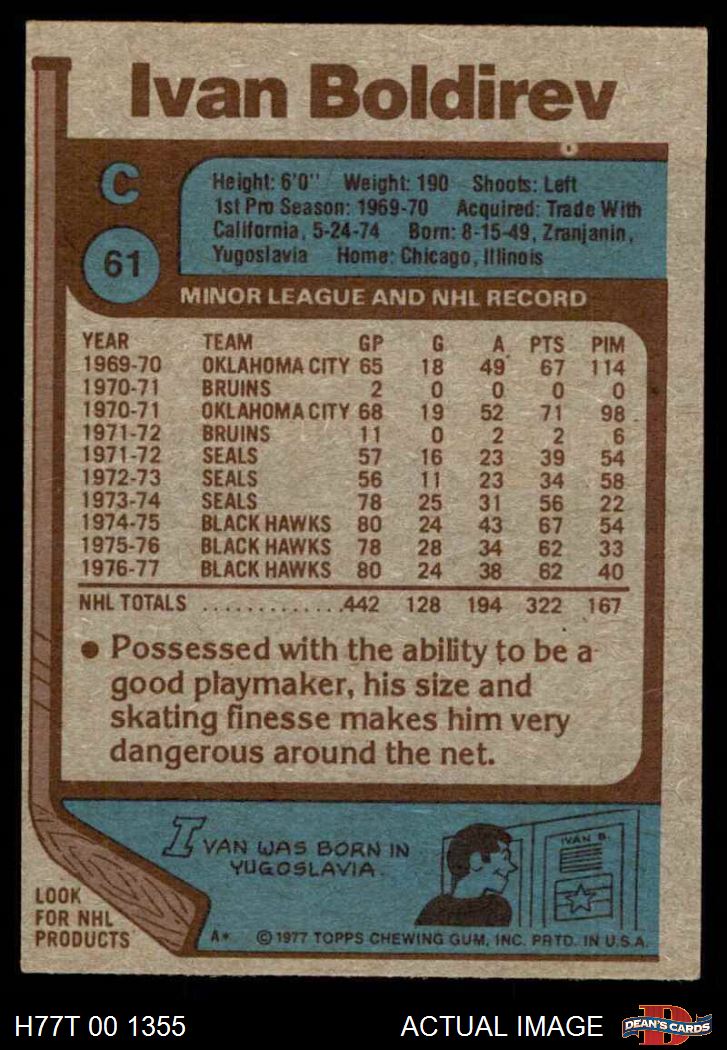 Ivan Boldirev
C
61
Height: 6'0" Weight: 190 Shoots: Left
1st Pro Season: 1969-70 Acquired: Trade With
California, 5-24-74 Born: 8-15-49, Zranjanin,
Yugoslavia Home: Chicago, Illinois
MINOR LEAGUE AND NHL RECORD
YEAR TEAM GP G A PTS PIM
1969-70 OKLAHOMA CITY 65 18 49 67 114
1970-71 BRUINS 2 0 0 0 0
1970-71 OKLAHOMA CITY 68 19 52 71 98
1971-72 BRUINS 11 0 2 2 6
1971-72 SEALS 57 16 23 39 54
1972-73 SEALS 56 11 23 34 58
1973-74 SEALS 78 25 31 56 22
1974-75 BLACK HAWKS 80 24 43 67 54
1975-76 BLACK HAWKS 78 28 34 62 33
1976-77 BLACK HAWKS 80 24 38 62 40
NHL TOTALS .............. 442 128 194 322 167
• Possessed with the ability to be a
good playmaker, his size and
skating finesse makes him very
dangerous around the net.
IVAN WAS BORN IN
YUGOSLAVIA.
IVAN B.
LOOK
FOR NHL
PRODUCTS
A* © 1977 TOPPS CHEWING GUM, INC. PRTD. IN U.S.A.
H77T 00 1355 ACTUAL IMAGE
D
DEAN'S CARDS